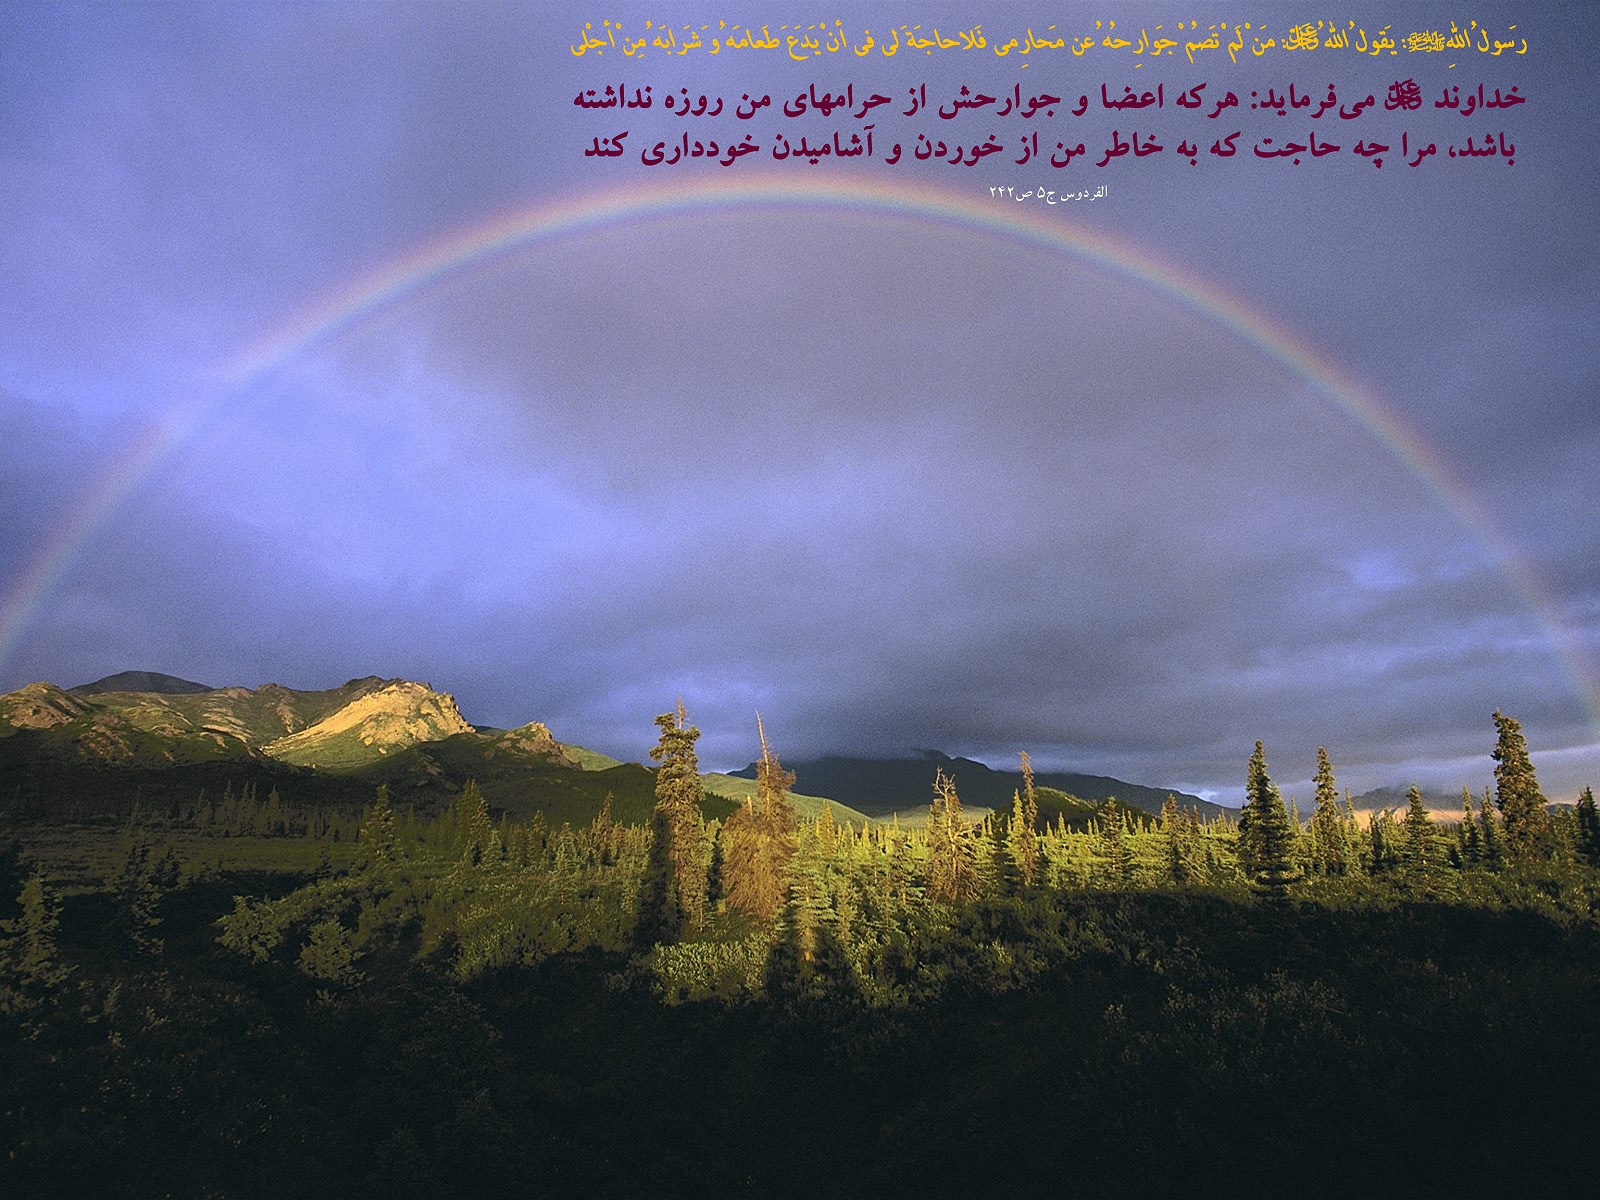 رَسولُ اللهِ ﷺ: يَقولُ اللهُ عزوجل: مَنْ لَمْ تَصُمْ جَوارِحُهُ عَن مَحارِمى فَلاحاجَةَ لى فى أنْ يَدَعَ طَعامَهُ و شَرابَهُ مِنْ أجْلى
خداوند عزوجل می‌فرماید: هرکه اعضا و جوارحش از حرامهای من روزه نداشته
باشد، مرا چه حاجت که به خاطر من از خوردن و آشامیدن خودداری کند
الفردوس ج۵ ص۲۴۲